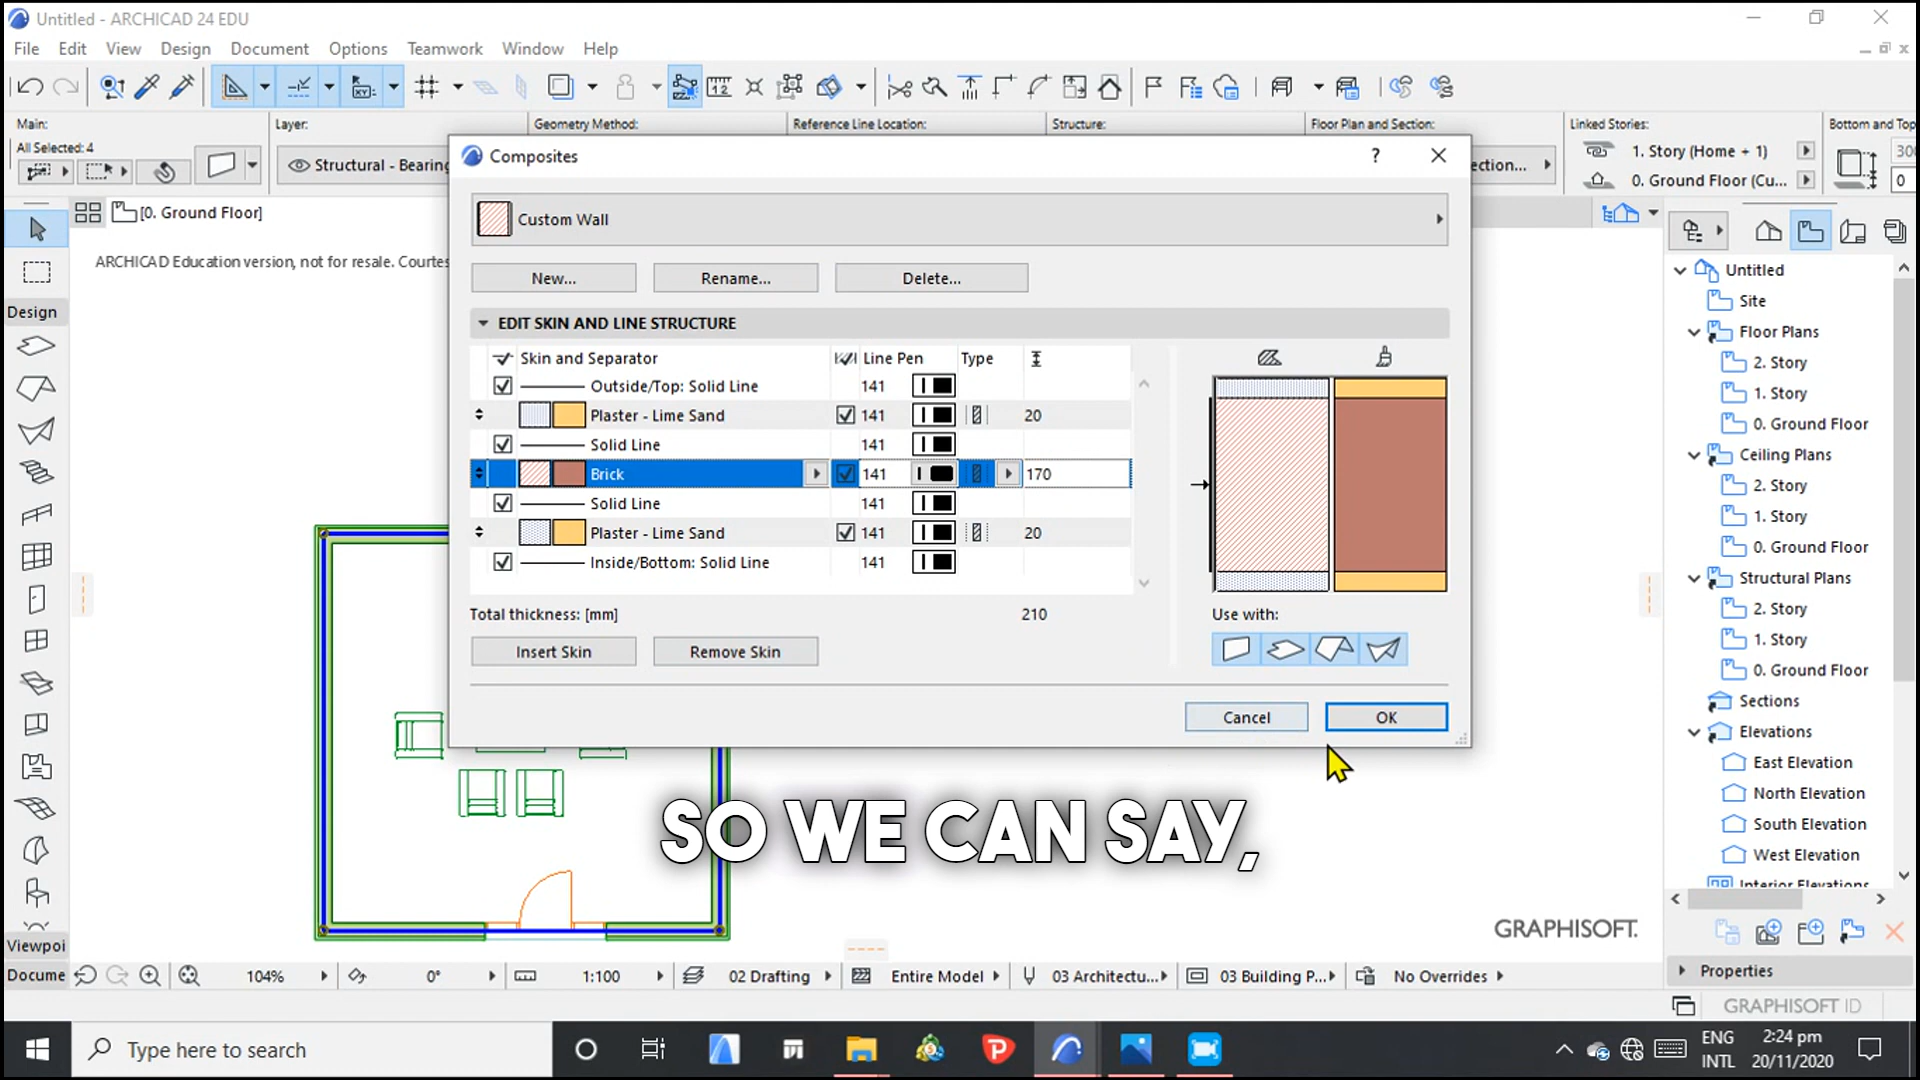 Untitled - ARCHICAD 24 EDU
File Edit View Design Document Options Teamwork Window Help
Main: Layer: Geometry Method: Reference Line Location: Structure: Floor Plan and Section: Linked Stories: Bottom and Top
All Selected: 4
Structural - Bearing
ection...
1. Story (Home + 1)
0. Ground Floor (Cu...
300
0
[0. Ground Floor]
ARCHICAD Education version, not for resale. Courtes
Composites
?
Custom Wall
New... Rename... Delete...
EDIT SKIN AND LINE STRUCTURE
Skin and Separator Line Pen Type
Outside/Top: Solid Line 141
Plaster - Lime Sand 141 20
Solid Line 141
Brick 141 170
Solid Line 141
Plaster - Lime Sand 141 20
Inside/Bottom: Solid Line 141
Total thickness: [mm] 210
Use with:
Insert Skin Remove Skin
Cancel OK
Untitled
Site
Floor Plans
2. Story
1. Story
0. Ground Floor
Ceiling Plans
2. Story
1. Story
0. Ground Floor
Structural Plans
2. Story
1. Story
0. Ground Floor
Sections
Elevations
East Elevation
North Elevation
South Elevation
West Elevation
Interior Elevations
Design
Viewpoi
Docume
SO WE CAN SAY,
GRAPHISOFT.
104% 0° 1:100 02 Drafting Entire Model 03 Architectu... 03 Building P... No Overrides
Properties
GRAPHISOFT ID
Type here to search
ENG
INTL
2:24 pm
20/11/2020